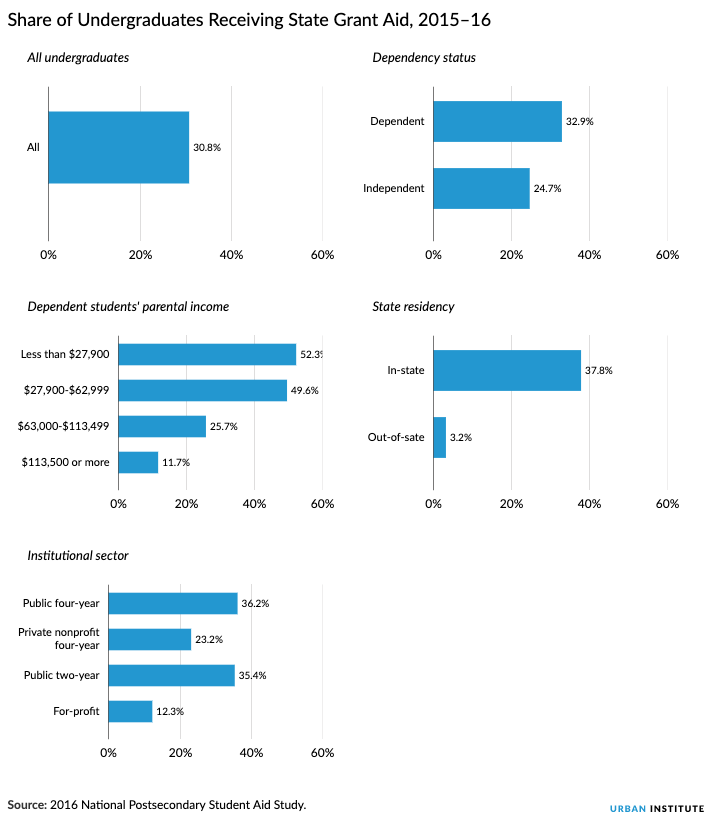 Share of Undergraduates Receiving State Grant Aid, 2015–16
All undergraduates
All
30.8%
0% 20% 40% 60%
Dependency status
Dependent
32.9%
Independent
24.7%
0% 20% 40% 60%
Dependent students' parental income
Less than $27,900
52.3%
$27,900-$62,999
49.6%
$63,000-$113,499
25.7%
$113,500 or more
11.7%
0% 20% 40% 60%
State residency
In-state
37.8%
Out-of-sate
3.2%
0% 20% 40% 60%
Institutional sector
Public four-year
36.2%
Private nonprofit
four-year
23.2%
Public two-year
35.4%
For-profit
12.3%
0% 20% 40% 60%
Source: 2016 National Postsecondary Student Aid Study.
URBAN INSTITUTE